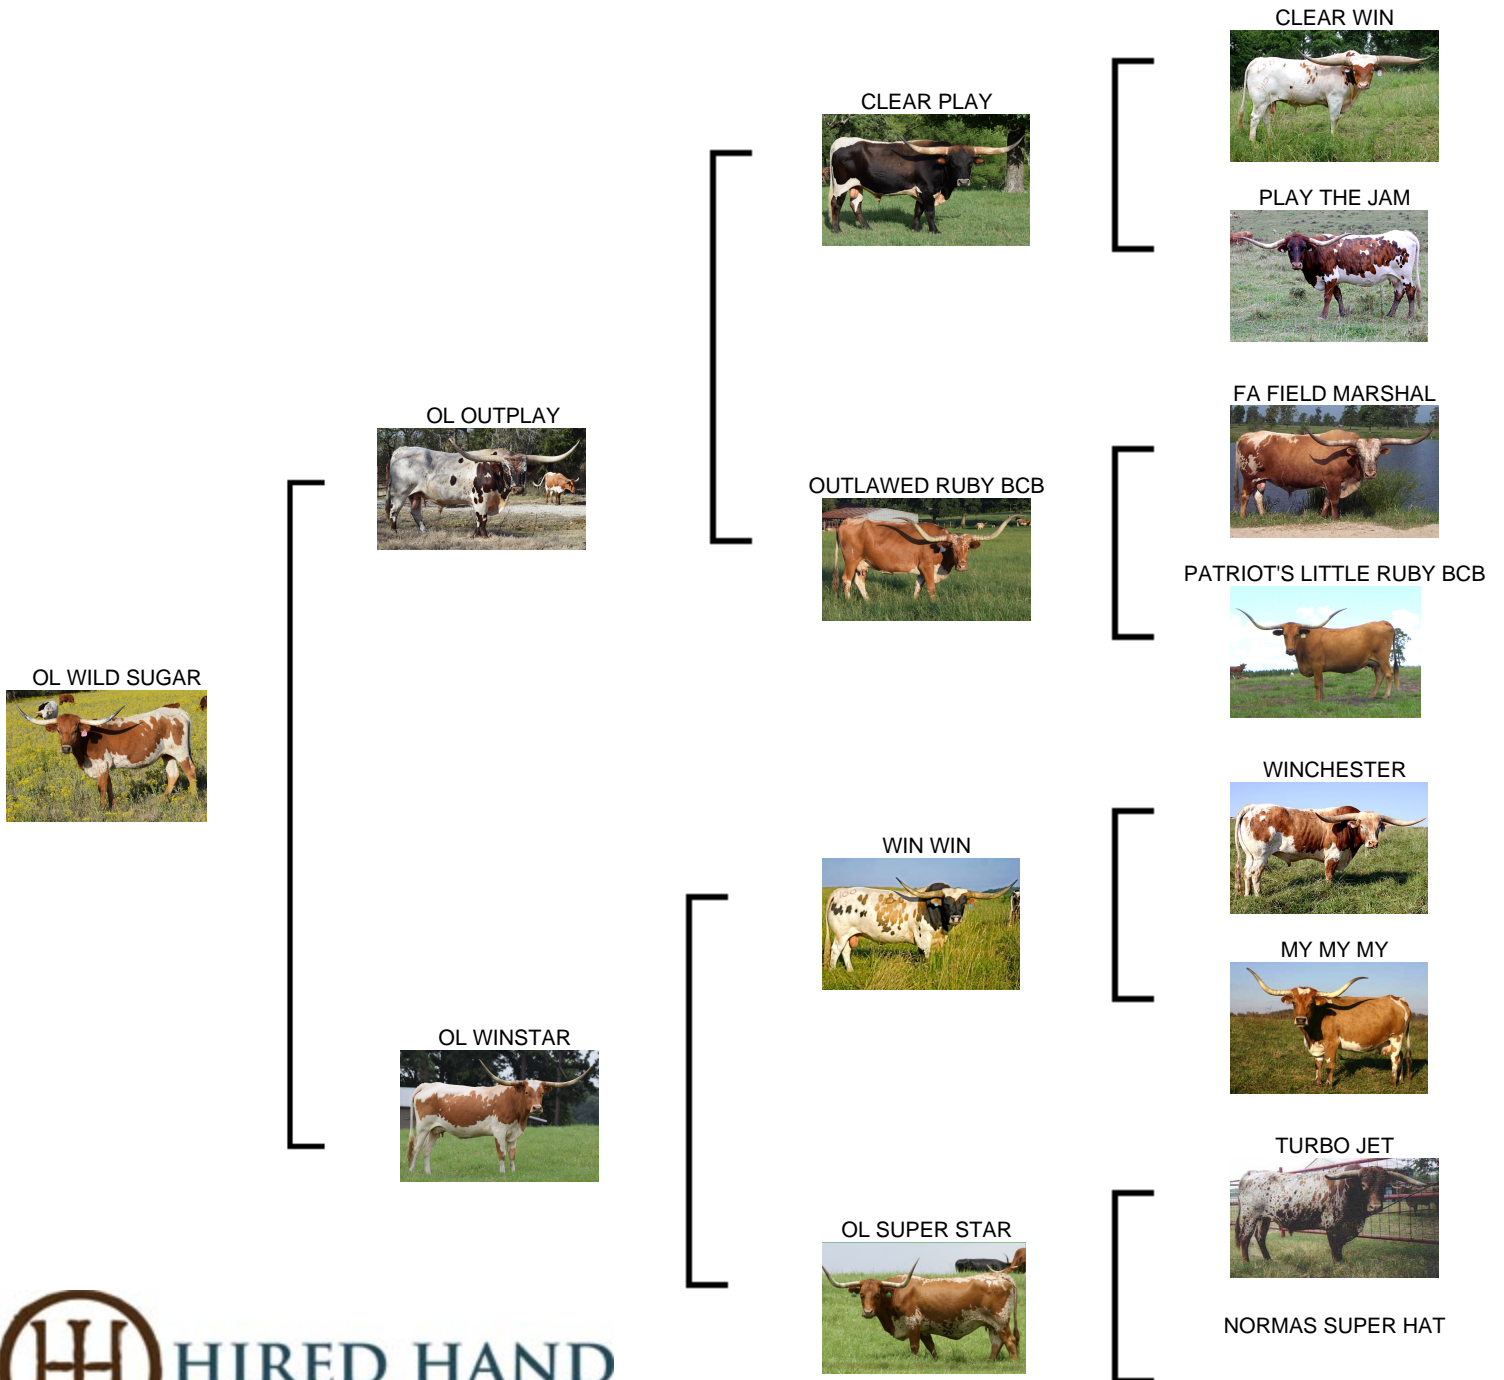 CLEAR WIN
CLEAR PLAY
PLAY THE JAM
FA FIELD MARSHAL
OL OUTPLAY
OUTLAWED RUBY BCB
PATRIOT'S LITTLE RUBY BCB
OL WILD SUGAR
WINCHESTER
WIN WIN
MY MY MY
OL WINSTAR
TURBO JET
OL SUPER STAR
NORMAS SUPER HAT
HIRED HAND